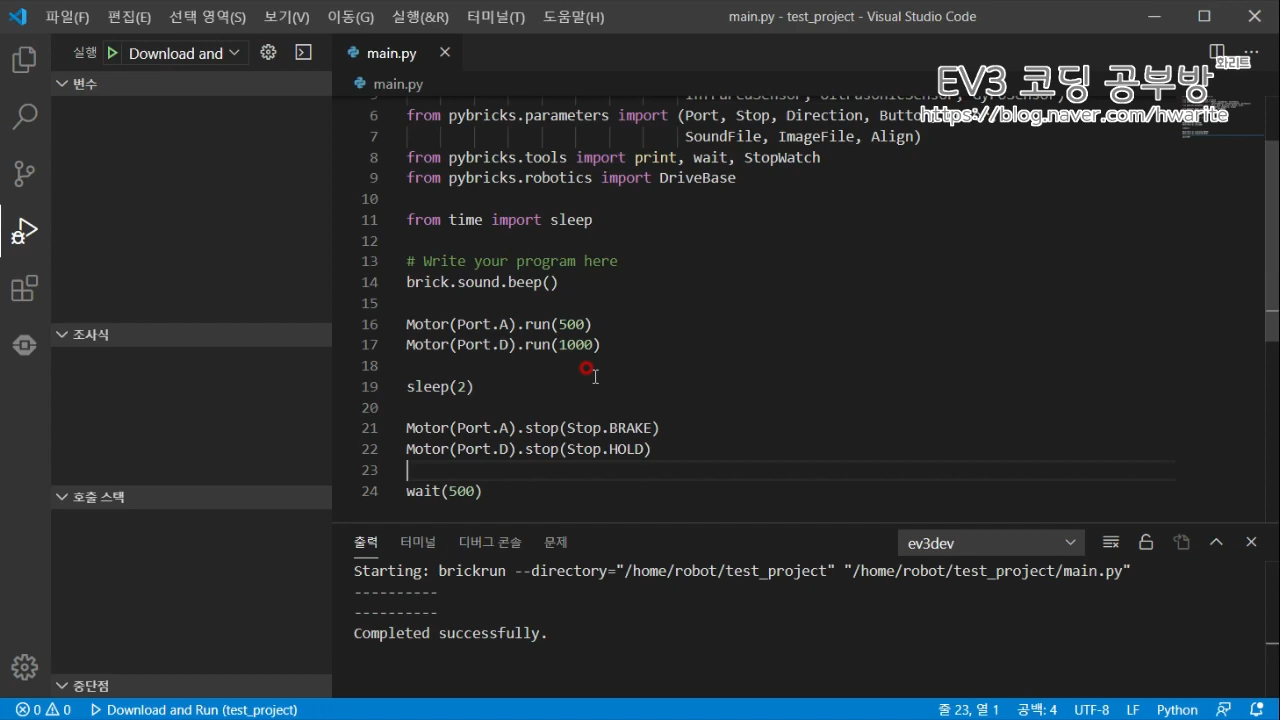 파일(F) 편집(E) 선택 영역(S) 보기(V) 이동(G) 실행(&R) 터미널(T) 도움말(H) main.py - test_project - Visual Studio Code
실행 Download and
main.py
변수
main.py
EV3 코딩 공부방 화리트
https://blog.naver.com/hwarite
5 InfraredSensor, UltrasonicSensor, GyroSensor)
6 from pybricks.parameters import (Port, Stop, Direction, Butto
7 SoundFile, ImageFile, Align)
8 from pybricks.tools import print, wait, StopWatch
9 from pybricks.robotics import DriveBase
10
11 from time import sleep
12
13 # Write your program here
14 brick.sound.beep()
15
16 Motor(Port.A).run(500)
17 Motor(Port.D).run(1000)
18
19 sleep(2)
20
21 Motor(Port.A).stop(Stop.BRAKE)
22 Motor(Port.D).stop(Stop.HOLD)
23
24 wait(500)
조사식
호출 스택
중단점
출력 터미널 디버그 콘솔 문제 ev3dev
Starting: brickrun --directory="/home/robot/test_project" "/home/robot/test_project/main.py"
----------
----------
Completed successfully.
0 0 Download and Run (test_project) 줄 23, 열 1 공백: 4 UTF-8 LF Python